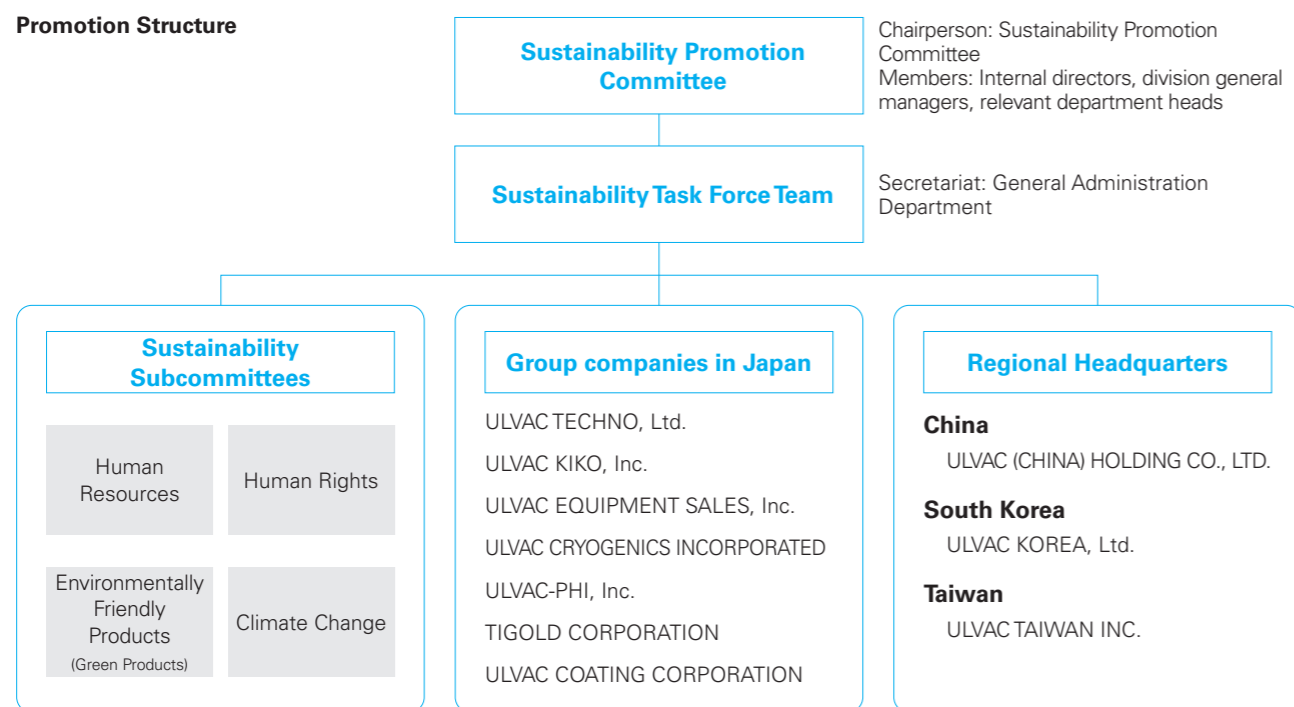 Promotion Structure
Sustainability Promotion
Committee
Chairperson: Sustainability Promotion
Committee
Members: Internal directors, division general
managers, relevant department heads
Sustainability Task Force Team
Secretariat: General Administration
Department
Sustainability
Subcommittees
Human
Resources
Human Rights
Environmentally
Friendly
Products
(Green Products)
Climate Change
Group companies in Japan
ULVAC TECHNO, Ltd.
ULVAC KIKO, Inc.
ULVAC EQUIPMENT SALES, Inc.
ULVAC CRYOGENICS INCORPORATED
ULVAC-PHI, Inc.
TIGOLD CORPORATION
ULVAC COATING CORPORATION
Regional Headquarters
China
ULVAC (CHINA) HOLDING CO., LTD.
South Korea
ULVAC KOREA, Ltd.
Taiwan
ULVAC TAIWAN INC.